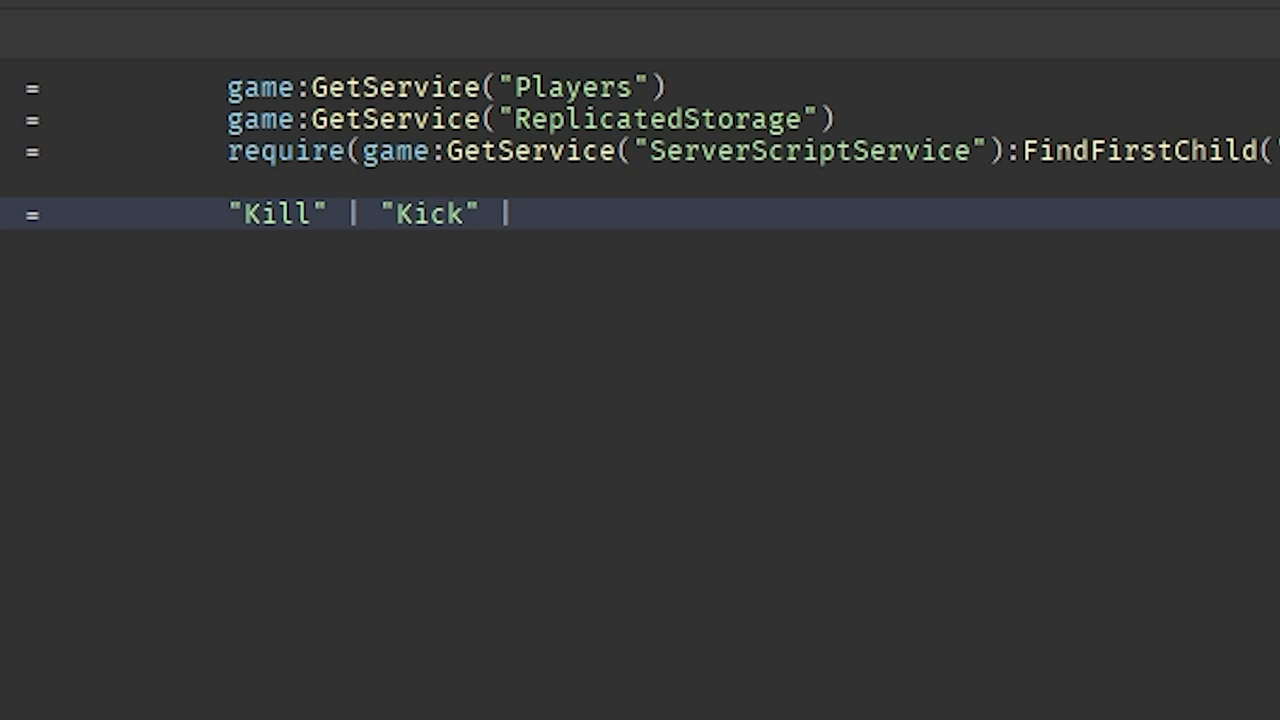 = game:GetService("Players")
= game:GetService("ReplicatedStorage")
= require(game:GetService("ServerScriptService"):FindFirstChild("
= "Kill" | "Kick" |